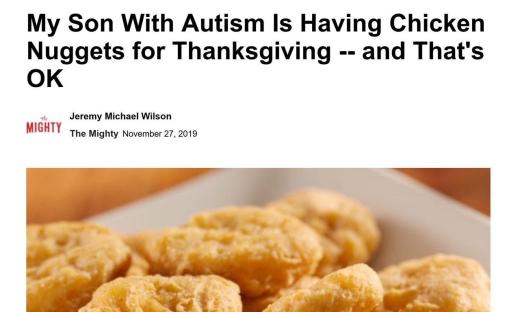 My Son With Autism Is Having Chicken
Nuggets for Thanksgiving -- and That's
OK
the
MIGHTY
Jeremy Michael Wilson
The Mighty November 27, 2019